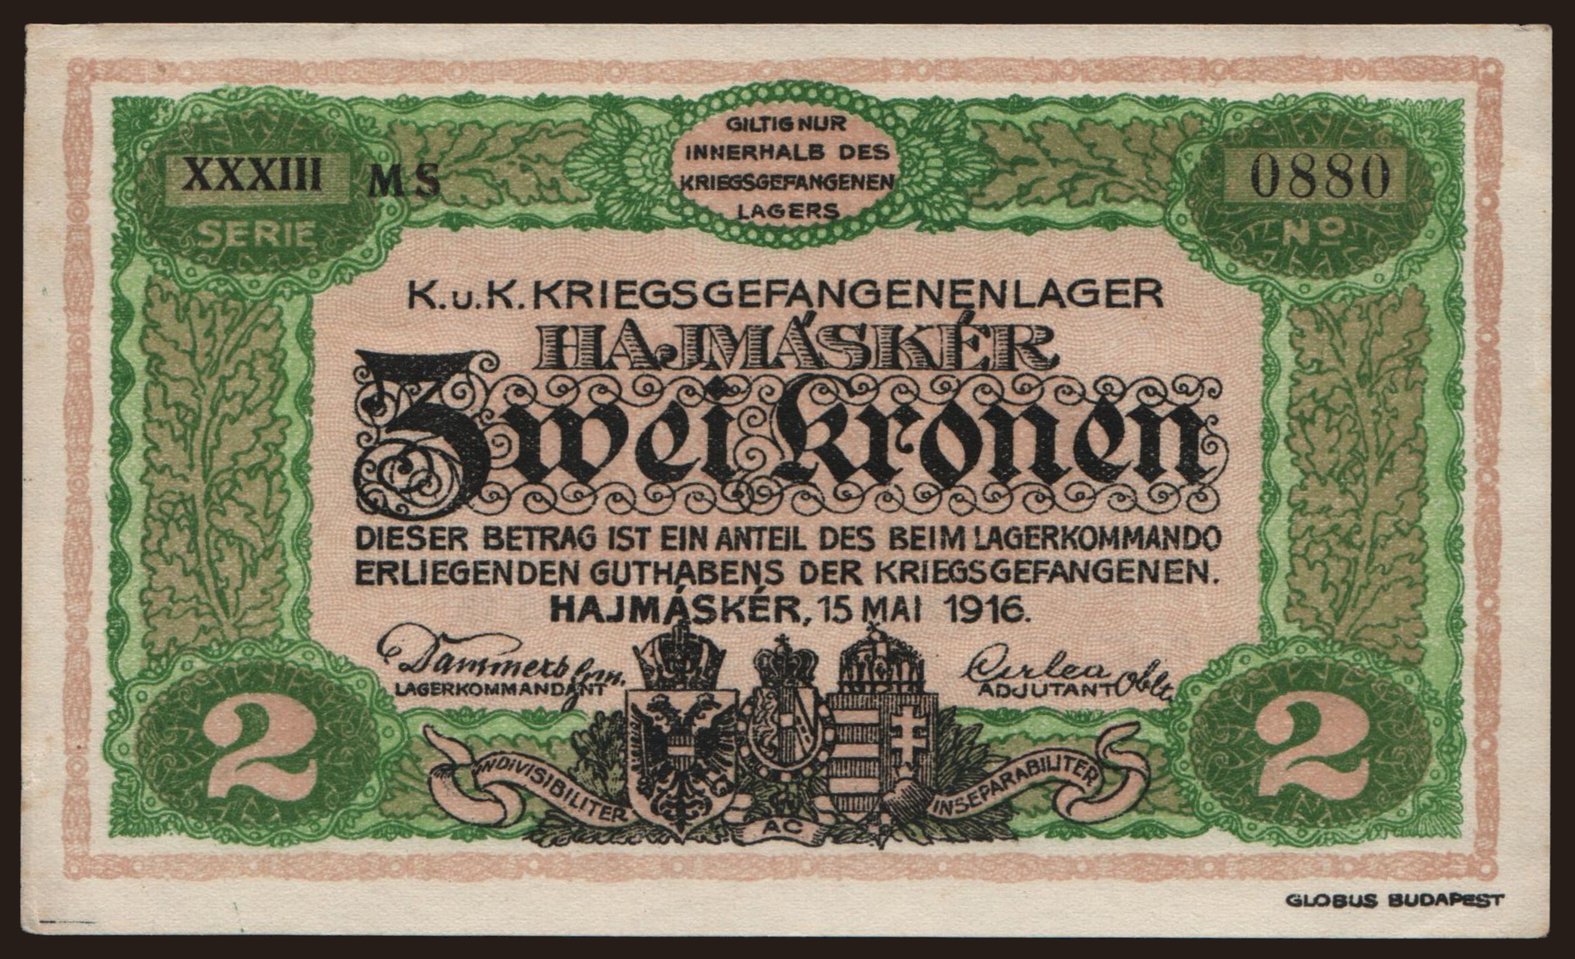 GILTIG NUR
INNERHALB DES
KRIEGSGEFANGENEN
LAGERS
XXXIII MS
SERIE
0880
No
K.u.K. KRIEGSGEFANGENENLAGER
HAJMÁSKÉR
Zwei Kronen
DIESER BETRAG IST EIN ANTEIL DES BEIM LAGERKOMMANDO
ERLIEGENDEN GUTHABENS DER KRIEGSGEFANGENEN.
HAJMÁSKÉR, 15 MAI 1916.
LAGERKOMMANDANT
ADJUTANT Oblt.
2
2
INDIVISIBILITER
AC
INSEPARABILITER
GLOBUS BUDAPEST